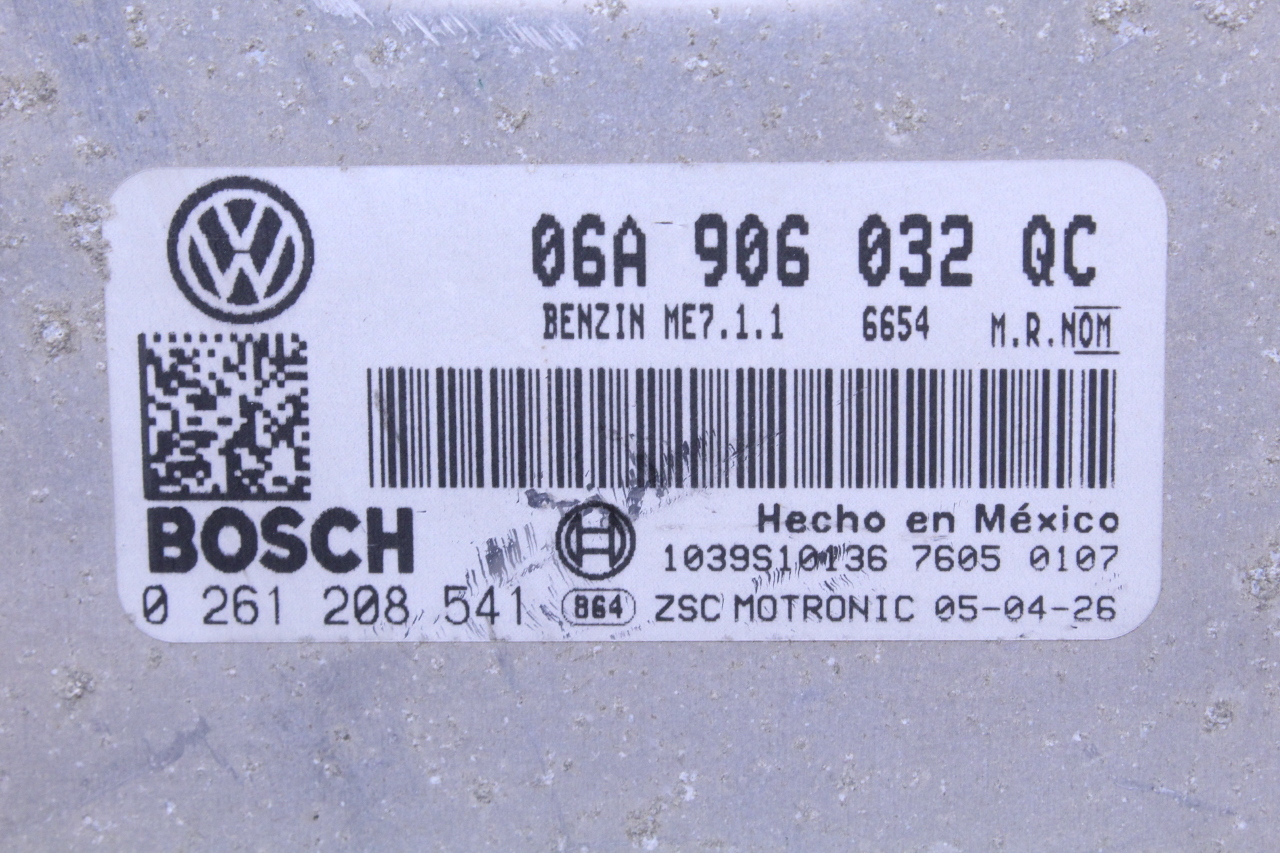 06A 906 032 QC
BENZIN ME7.1.1 6654 M.R.NOM
Hecho en México
BOSCH
1039S10136 7605 0107
0 261 208 541 864 ZSC MOTRONIC 05-04-26